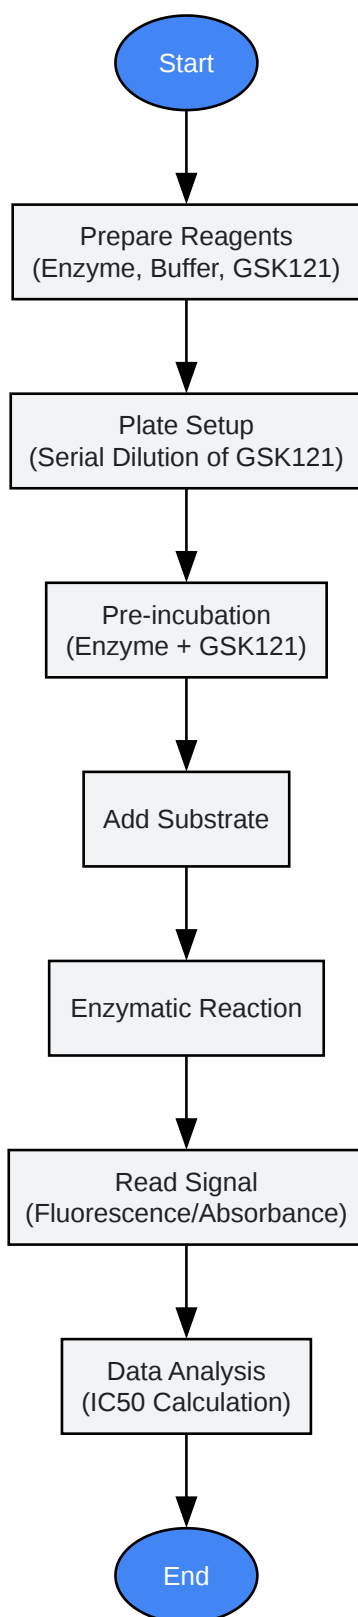 Start
Prepare Reagents
(Enzyme, Buffer, GSK121)
Plate Setup
(Serial Dilution of GSK121)
Pre-incubation
(Enzyme + GSK121)
Add Substrate
Enzymatic Reaction
Read Signal
(Fluorescence/Absorbance)
Data Analysis
(IC50 Calculation)
End